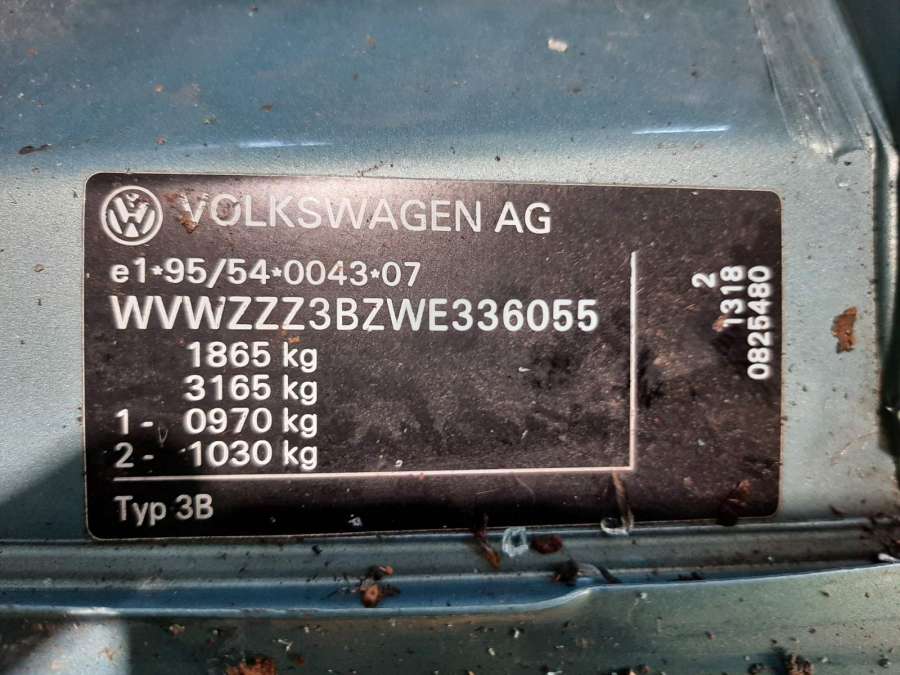 VOLKSWAGEN AG
e1*95/54*0043*07
WVWZZZ3BZWE336055
1865 kg
3165 kg
1- 0970 kg
2- 1030 kg
Typ 3B
2
1318
0825480